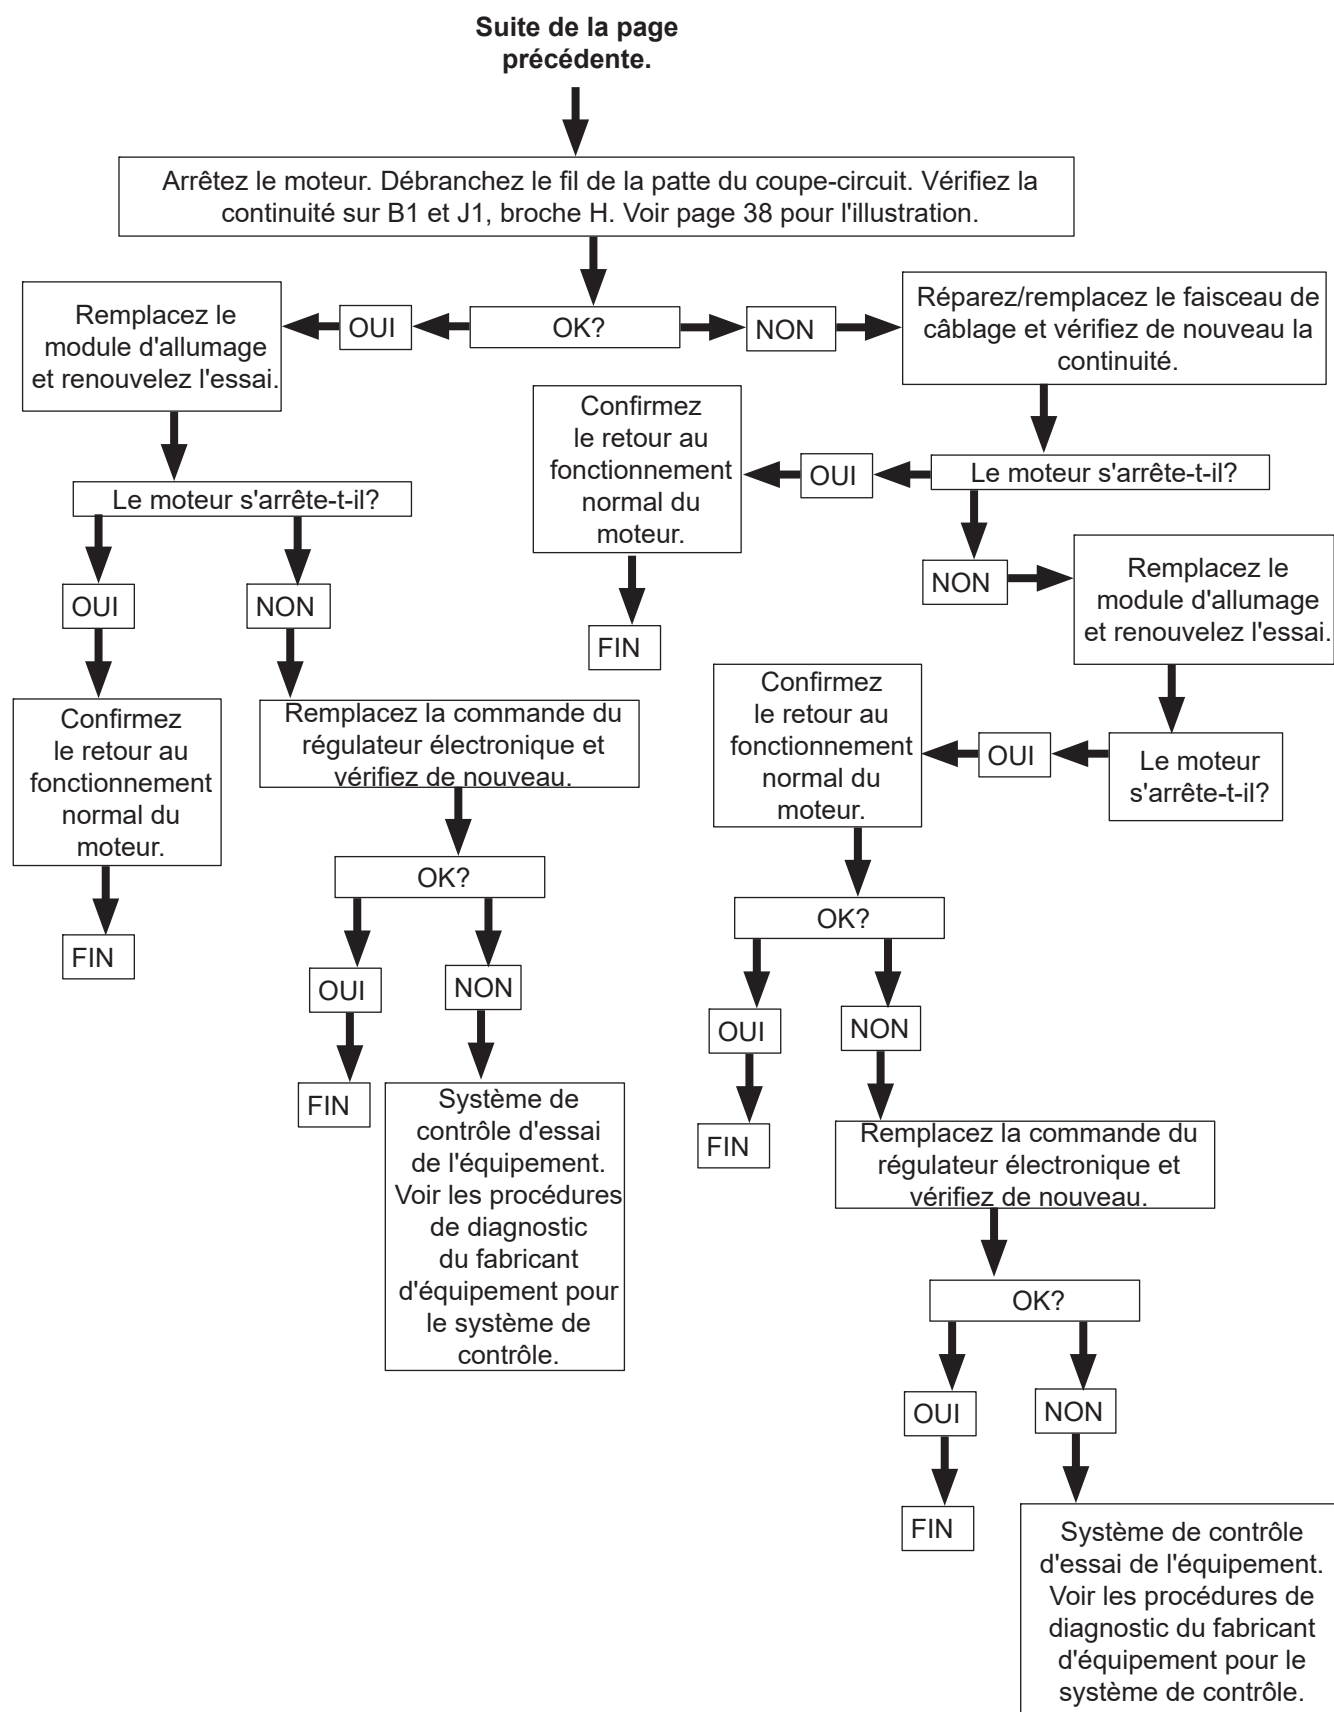 Suite de la page
précédente.
Arrêtez le moteur. Débranchez le fil de la patte du coupe-circuit. Vérifiez la
continuité sur B1 et J1, broche H. Voir page 38 pour l'illustration.
Remplacez le
module d'allumage
et renouvelez l'essai.
OUI
OK?
NON
Réparez/remplacez le faisceau de
câblage et vérifiez de nouveau la
continuité.
Le moteur s'arrête-t-il?
OUI
NON
Confirmez
le retour au
fonctionnement
normal du
moteur.
FIN
Remplacez la commande du
régulateur électronique et
vérifiez de nouveau.
OK?
OUI
NON
FIN
Système de
contrôle d'essai
de l'équipement.
Voir les procédures
de diagnostic
du fabricant
d'équipement pour
le système de
contrôle.
Le moteur s'arrête-t-il?
OUI
Confirmez
le retour au
fonctionnement
normal du
moteur.
FIN
NON
Remplacez le
module d'allumage
et renouvelez l'essai.
Le moteur
s'arrête-t-il?
OUI
Confirmez
le retour au
fonctionnement
normal du
moteur.
OK?
OUI
NON
FIN
Remplacez la commande du
régulateur électronique et
vérifiez de nouveau.
OK?
OUI
NON
FIN
Système de contrôle
d'essai de l'équipement.
Voir les procédures de
diagnostic du fabricant
d'équipement pour le
système de contrôle.